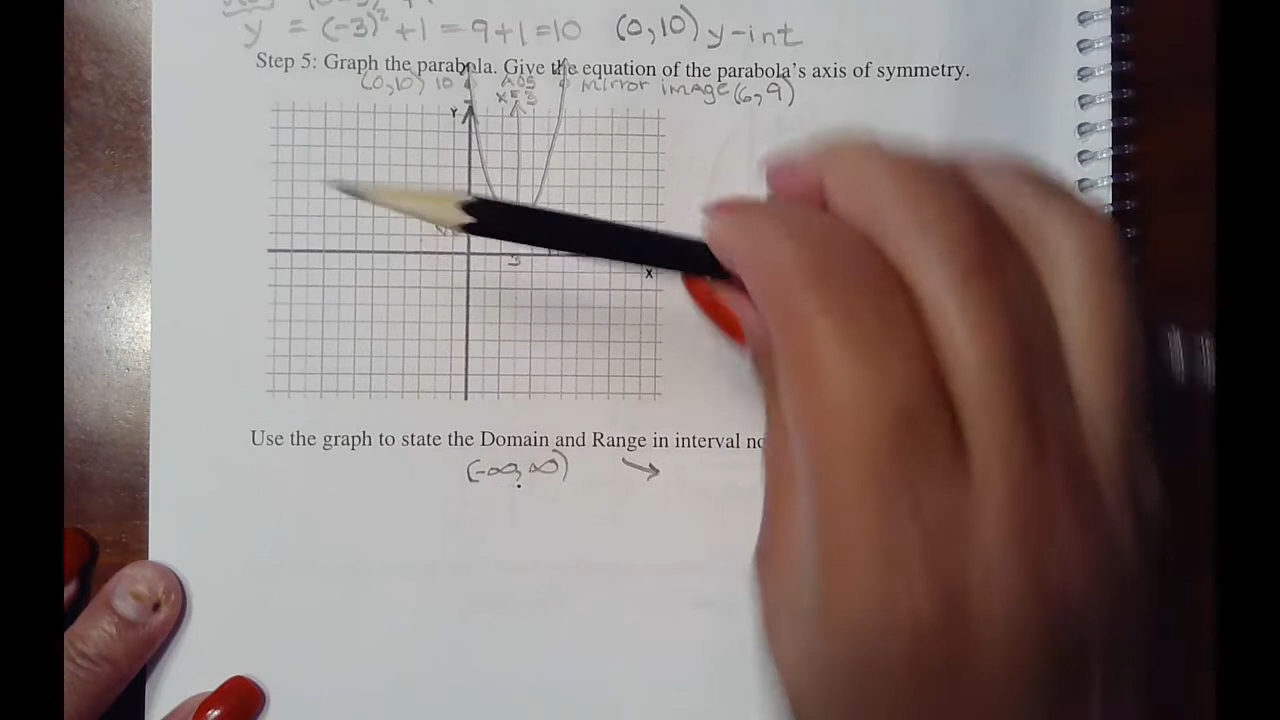 y = (-3)² + 1 = 9 + 1 = 10 (0,10) y-int
Step 5: Graph the parabola. Give the equation of the parabola's axis of symmetry.
(0,10) 10 AOS mirror image (6,9)
x = 3
Y
3
X
Use the graph to state the Domain and Range in interval
(-∞, ∞) →